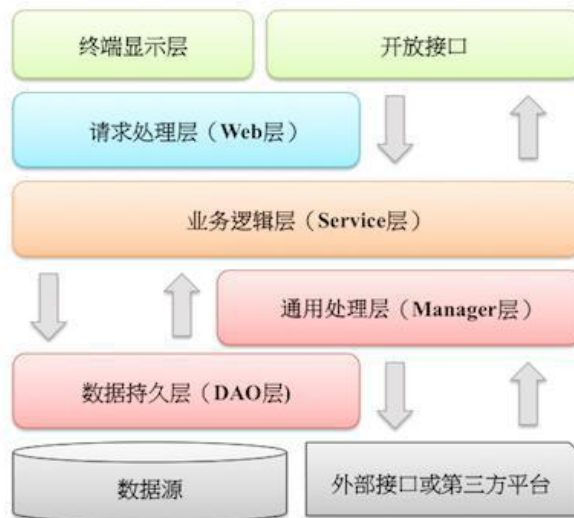 终端显示层
开放接口
请求处理层（Web层）
业务逻辑层（Service层）
通用处理层（Manager层）
数据持久层（DAO层)
数据源
外部接口或第三方平台